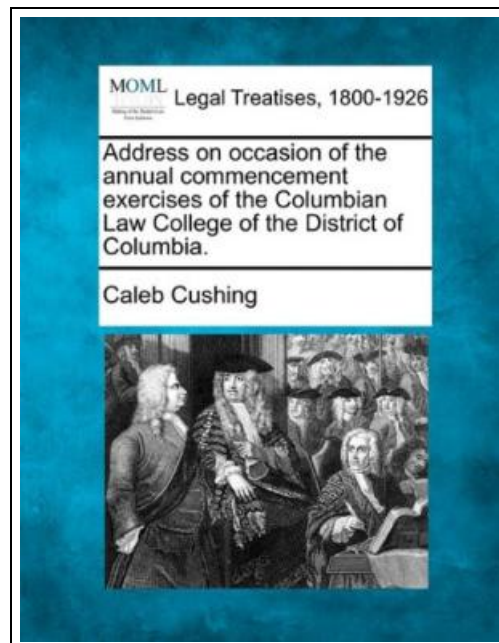 MOML
Legal Treatises, 1800-1926
Address on occasion of the
annual commencement
exercises of the Columbian
Law College of the District of
Columbia.
Caleb Cushing